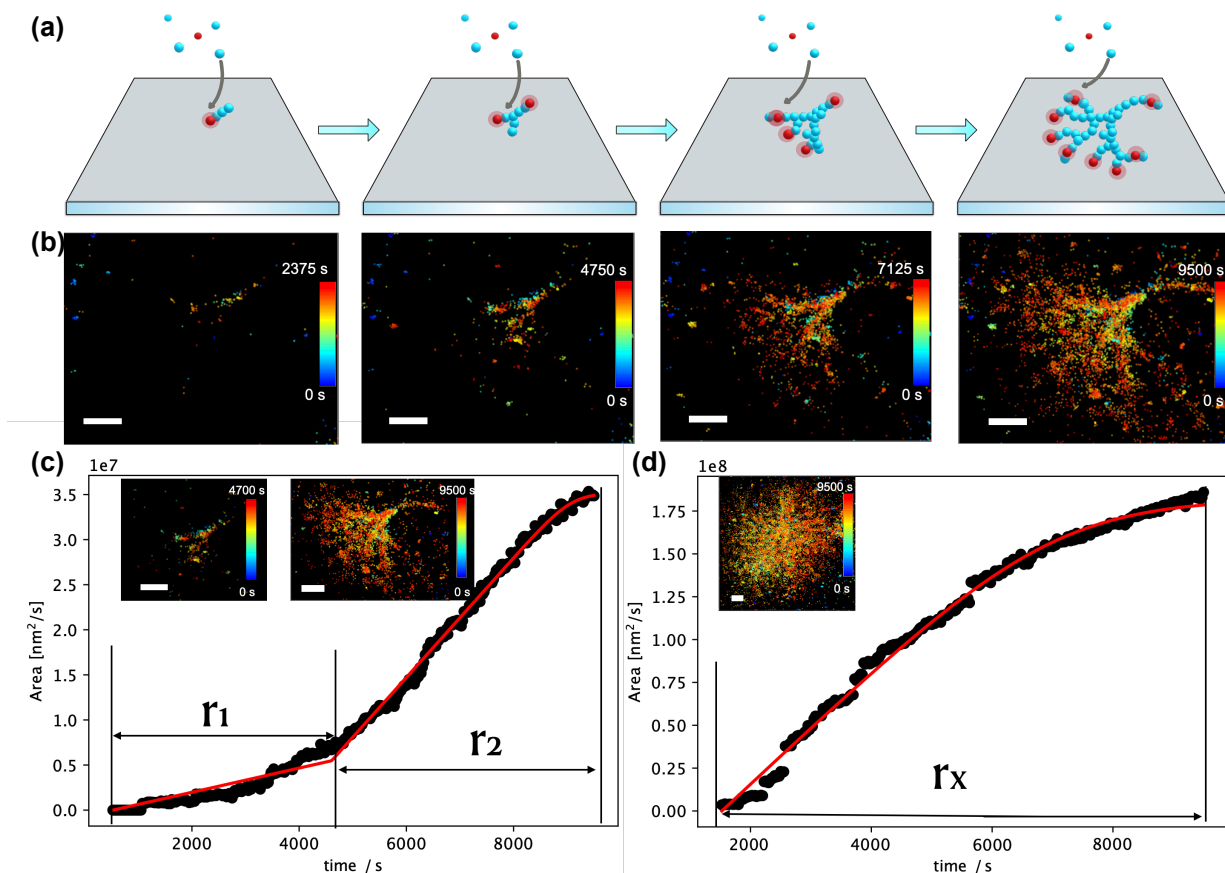 (a)
(b)
2375 s
0 s
4750 s
0 s
7125 s
0 s
9500 s
0 s
(c)
1e7
Area [nm²/s]
3.5
3.0
2.5
2.0
1.5
1.0
0.5
0.0
4700 s
0 s
9500 s
0 s
r1
r2
2000
4000
6000
8000
time / s
(d)
1e8
Area [nm²/s]
1.75
1.50
1.25
1.00
0.75
0.50
0.25
0.00
9500 s
0 s
rx
2000
4000
6000
8000
time / s